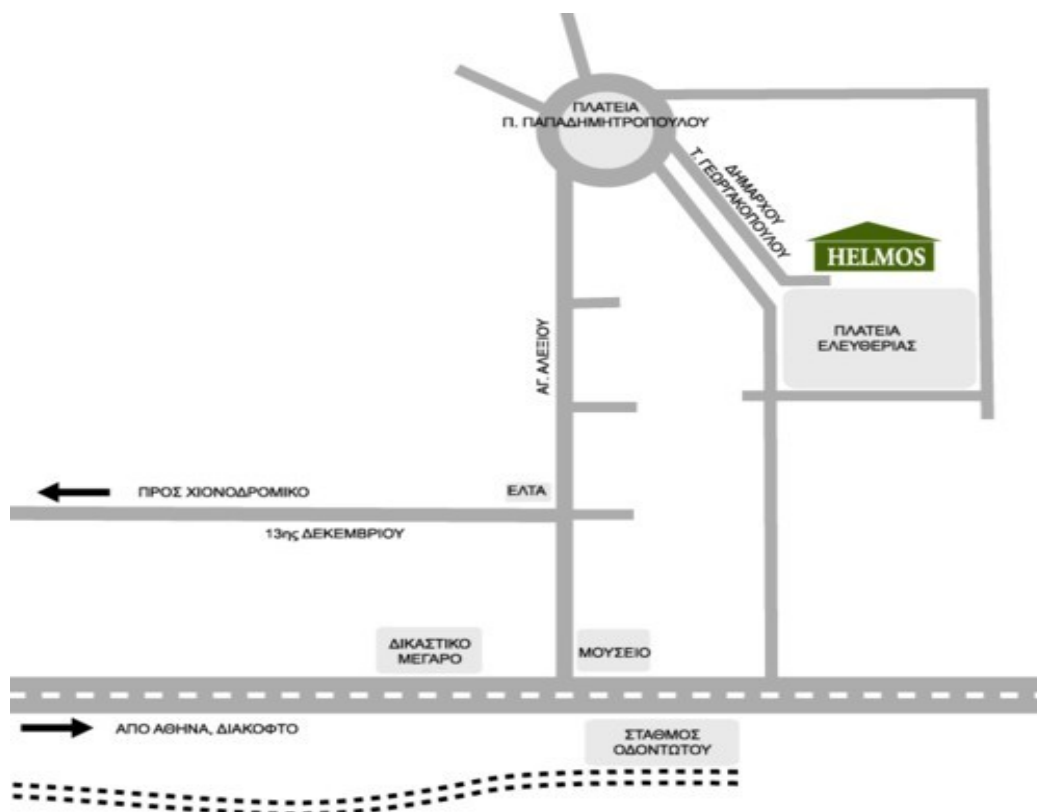 ΠΛΑΤΕΙΑ
Π. ΠΑΠΑΔΗΜΗΤΡΟΠΟΥΛΟΥ
ΔΗΜΑΡΧΟΥ
Τ. ΓΕΩΡΓΑΚΟΠΟΥΛΟΥ
HELMOS
ΠΛΑΤΕΙΑ
ΕΛΕΥΘΕΡΙΑΣ
ΑΓ. ΑΛΕΞΙΟΥ
ΠΡΟΣ ΧΙΟΝΟΔΡΟΜΙΚΟ
ΕΛΤΑ
13ης ΔΕΚΕΜΒΡΙΟΥ
ΔΙΚΑΣΤΙΚΟ
ΜΕΓΑΡΟ
ΜΟΥΣΕΙΟ
ΑΠΟ ΑΘΗΝΑ, ΔΙΑΚΟΦΤΟ
ΣΤΑΘΜΟΣ
ΟΔΟΝΤΩΤΟΥ